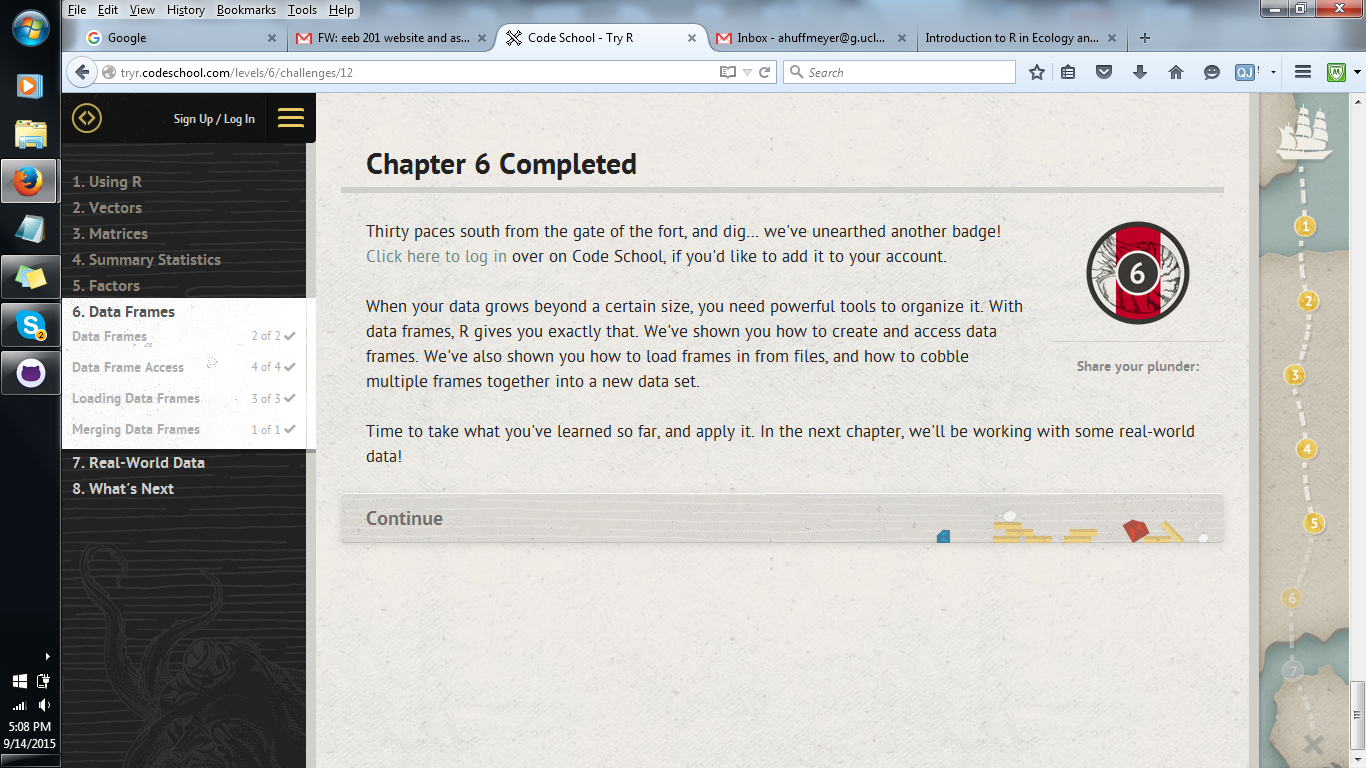 File Edit View History Bookmarks Tools Help
Google
FW: eeb 201 website and as...
Code School - Try R
Inbox - ahuffmeyer@g.ucl...
Introduction to R in Ecology an...
tryr.codeschool.com/levels/6/challenges/12
Search
QJ !
Sign Up / Log In
1. Using R
2. Vectors
3. Matrices
4. Summary Statistics
5. Factors
6. Data Frames
Data Frames 2 of 2
Data Frame Access 4 of 4
Loading Data Frames 3 of 3
Merging Data Frames 1 of 1
7. Real-World Data
8. What's Next
Chapter 6 Completed
Thirty paces south from the gate of the fort, and dig... we've unearthed another badge!
Click here to log in over on Code School, if you'd like to add it to your account.
When your data grows beyond a certain size, you need powerful tools to organize it. With
data frames, R gives you exactly that. We've shown you how to create and access data
frames. We've also shown you how to load frames in from files, and how to cobble
multiple frames together into a new data set.
Time to take what you've learned so far, and apply it. In the next chapter, we'll be working with some real-world
data!
6
Share your plunder:
Continue
1
2
3
4
5
6
7
S
2
5:08 PM
9/14/2015